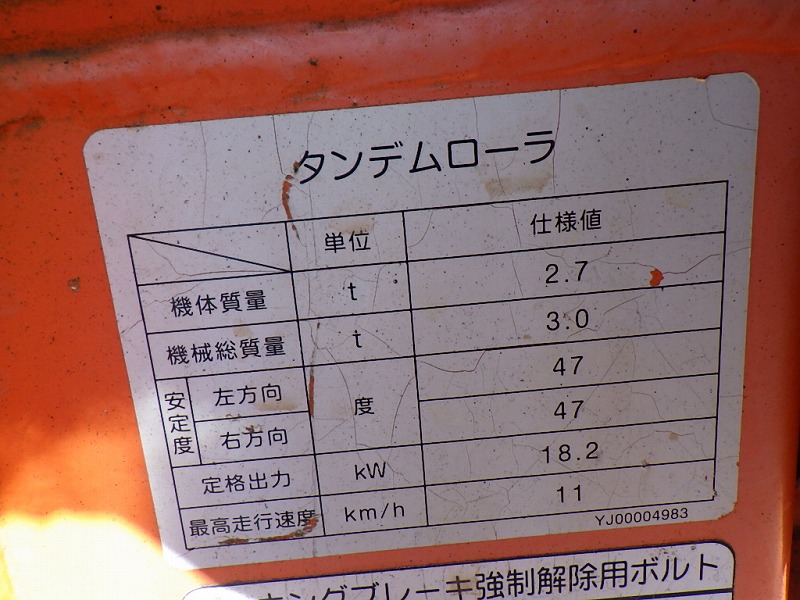 タンデムローラ
単位 仕様値
機体質量 t 2.7
機械総質量 t 3.0
安定度 左方向 度 47
右方向 47
定格出力 kW 18.2
最高走行速度 km/h 11
YJ00004983
キングブレーキ強制解除用ボルト